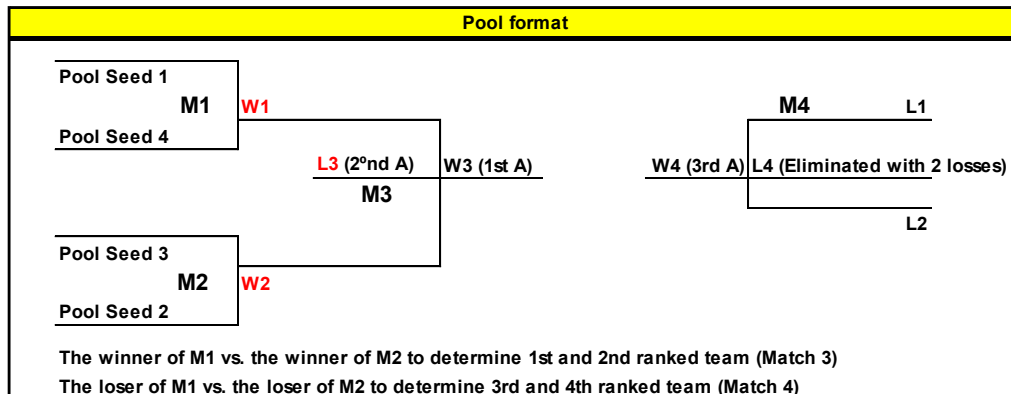 Pool format
Pool Seed 1
M1
W1
Pool Seed 4
L3 (2ºnd A)
W3 (1st A)
M3
Pool Seed 3
M2
W2
Pool Seed 2
M4
L1
W4 (3rd A)
L4 (Eliminated with 2 losses)
L2
The winner of M1 vs. the winner of M2 to determine 1st and 2nd ranked team (Match 3)
The loser of M1 vs. the loser of M2 to determine 3rd and 4th ranked team (Match 4)